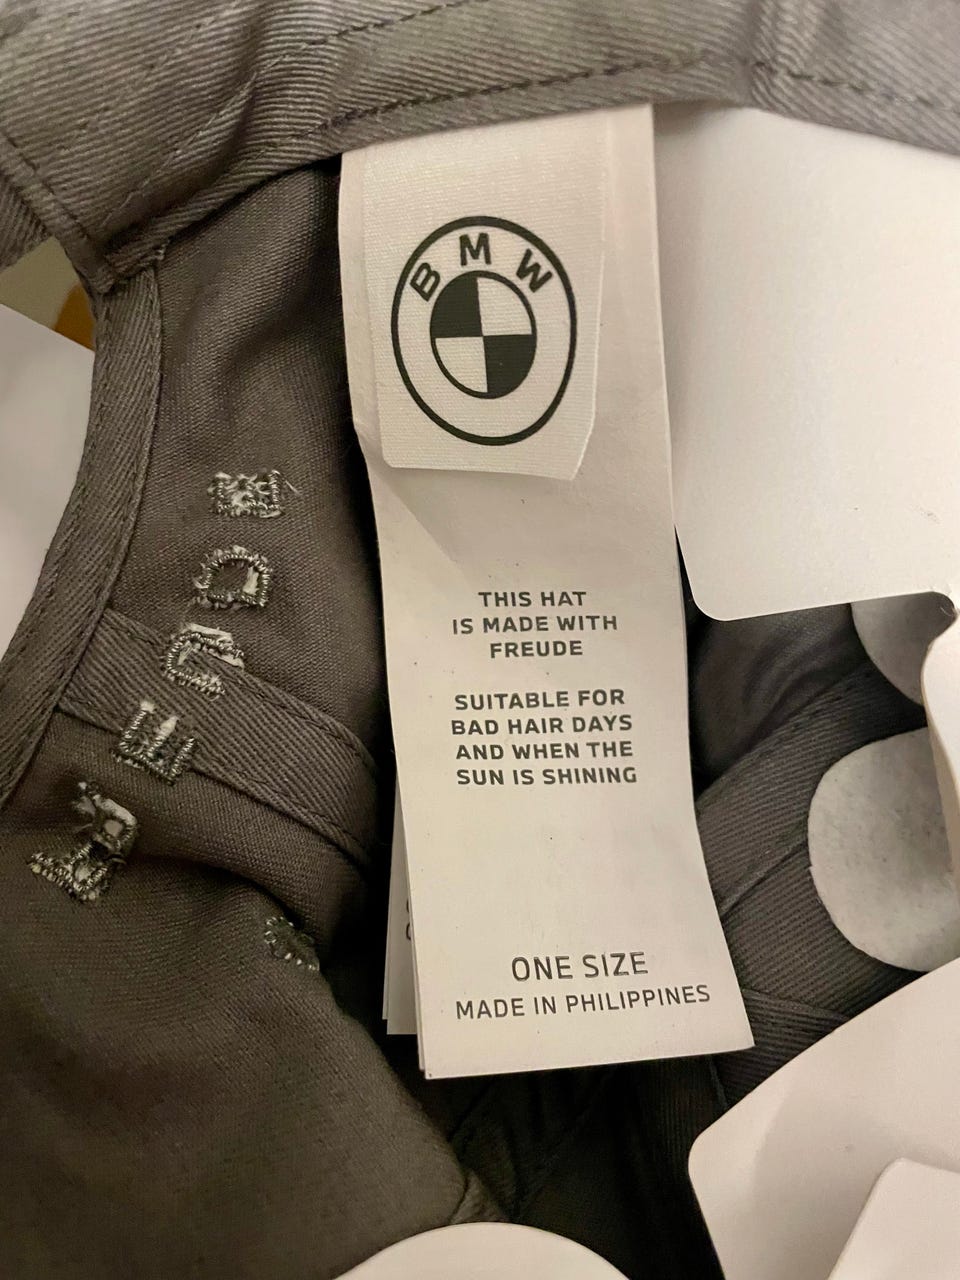 BMW
THIS HAT
IS MADE WITH
FREUDE
SUITABLE FOR
BAD HAIR DAYS
AND WHEN THE
SUN IS SHINING
ONE SIZE
MADE IN PHILIPPINES